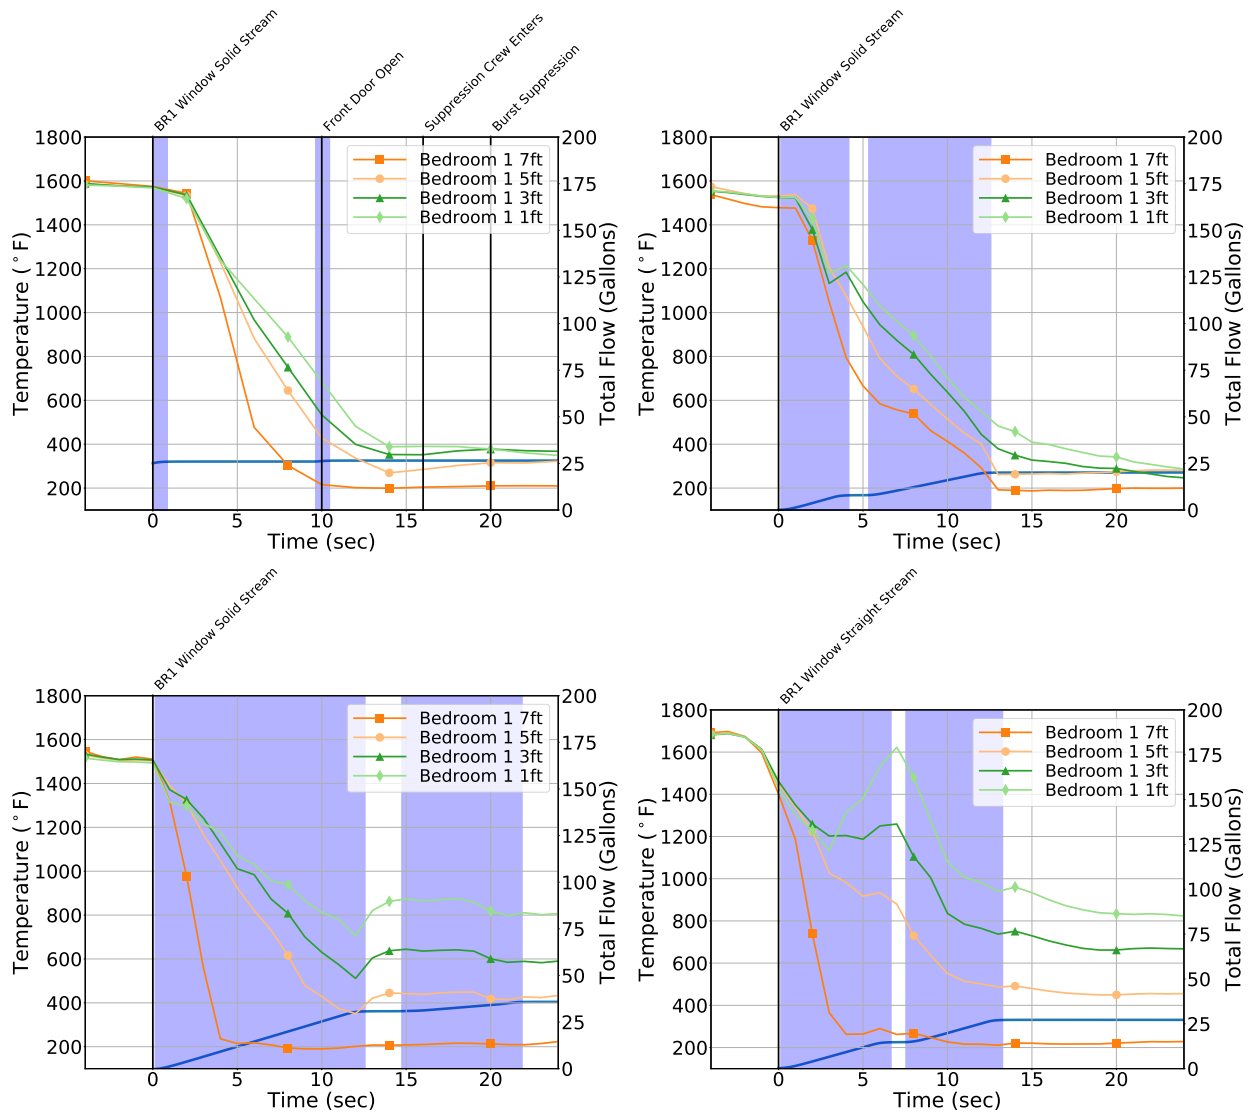 BR1 Window Solid Stream
Front Door Open
Suppression Crew Enters
Burst Suppression
1800
1600
1400
1200
1000
800
600
400
200
Temperature (°F)
200
175
150
125
100
75
50
25
0
Total Flow (Gallons)
Bedroom 1 7ft
Bedroom 1 5ft
Bedroom 1 3ft
Bedroom 1 1ft
0 5 10 15 20
Time (sec)
BR1 Window Solid Stream
1800
1600
1400
1200
1000
800
600
400
200
Temperature (°F)
200
175
150
125
100
75
50
25
0
Total Flow (Gallons)
Bedroom 1 7ft
Bedroom 1 5ft
Bedroom 1 3ft
Bedroom 1 1ft
0 5 10 15 20
Time (sec)
BR1 Window Solid Stream
1800
1600
1400
1200
1000
800
600
400
200
Temperature (°F)
200
175
150
125
100
75
50
25
0
Total Flow (Gallons)
Bedroom 1 7ft
Bedroom 1 5ft
Bedroom 1 3ft
Bedroom 1 1ft
0 5 10 15 20
Time (sec)
BR1 Window Straight Stream
1800
1600
1400
1200
1000
800
600
400
200
Temperature (°F)
200
175
150
125
100
75
50
25
0
Total Flow (Gallons)
Bedroom 1 7ft
Bedroom 1 5ft
Bedroom 1 3ft
Bedroom 1 1ft
0 5 10 15 20
Time (sec)